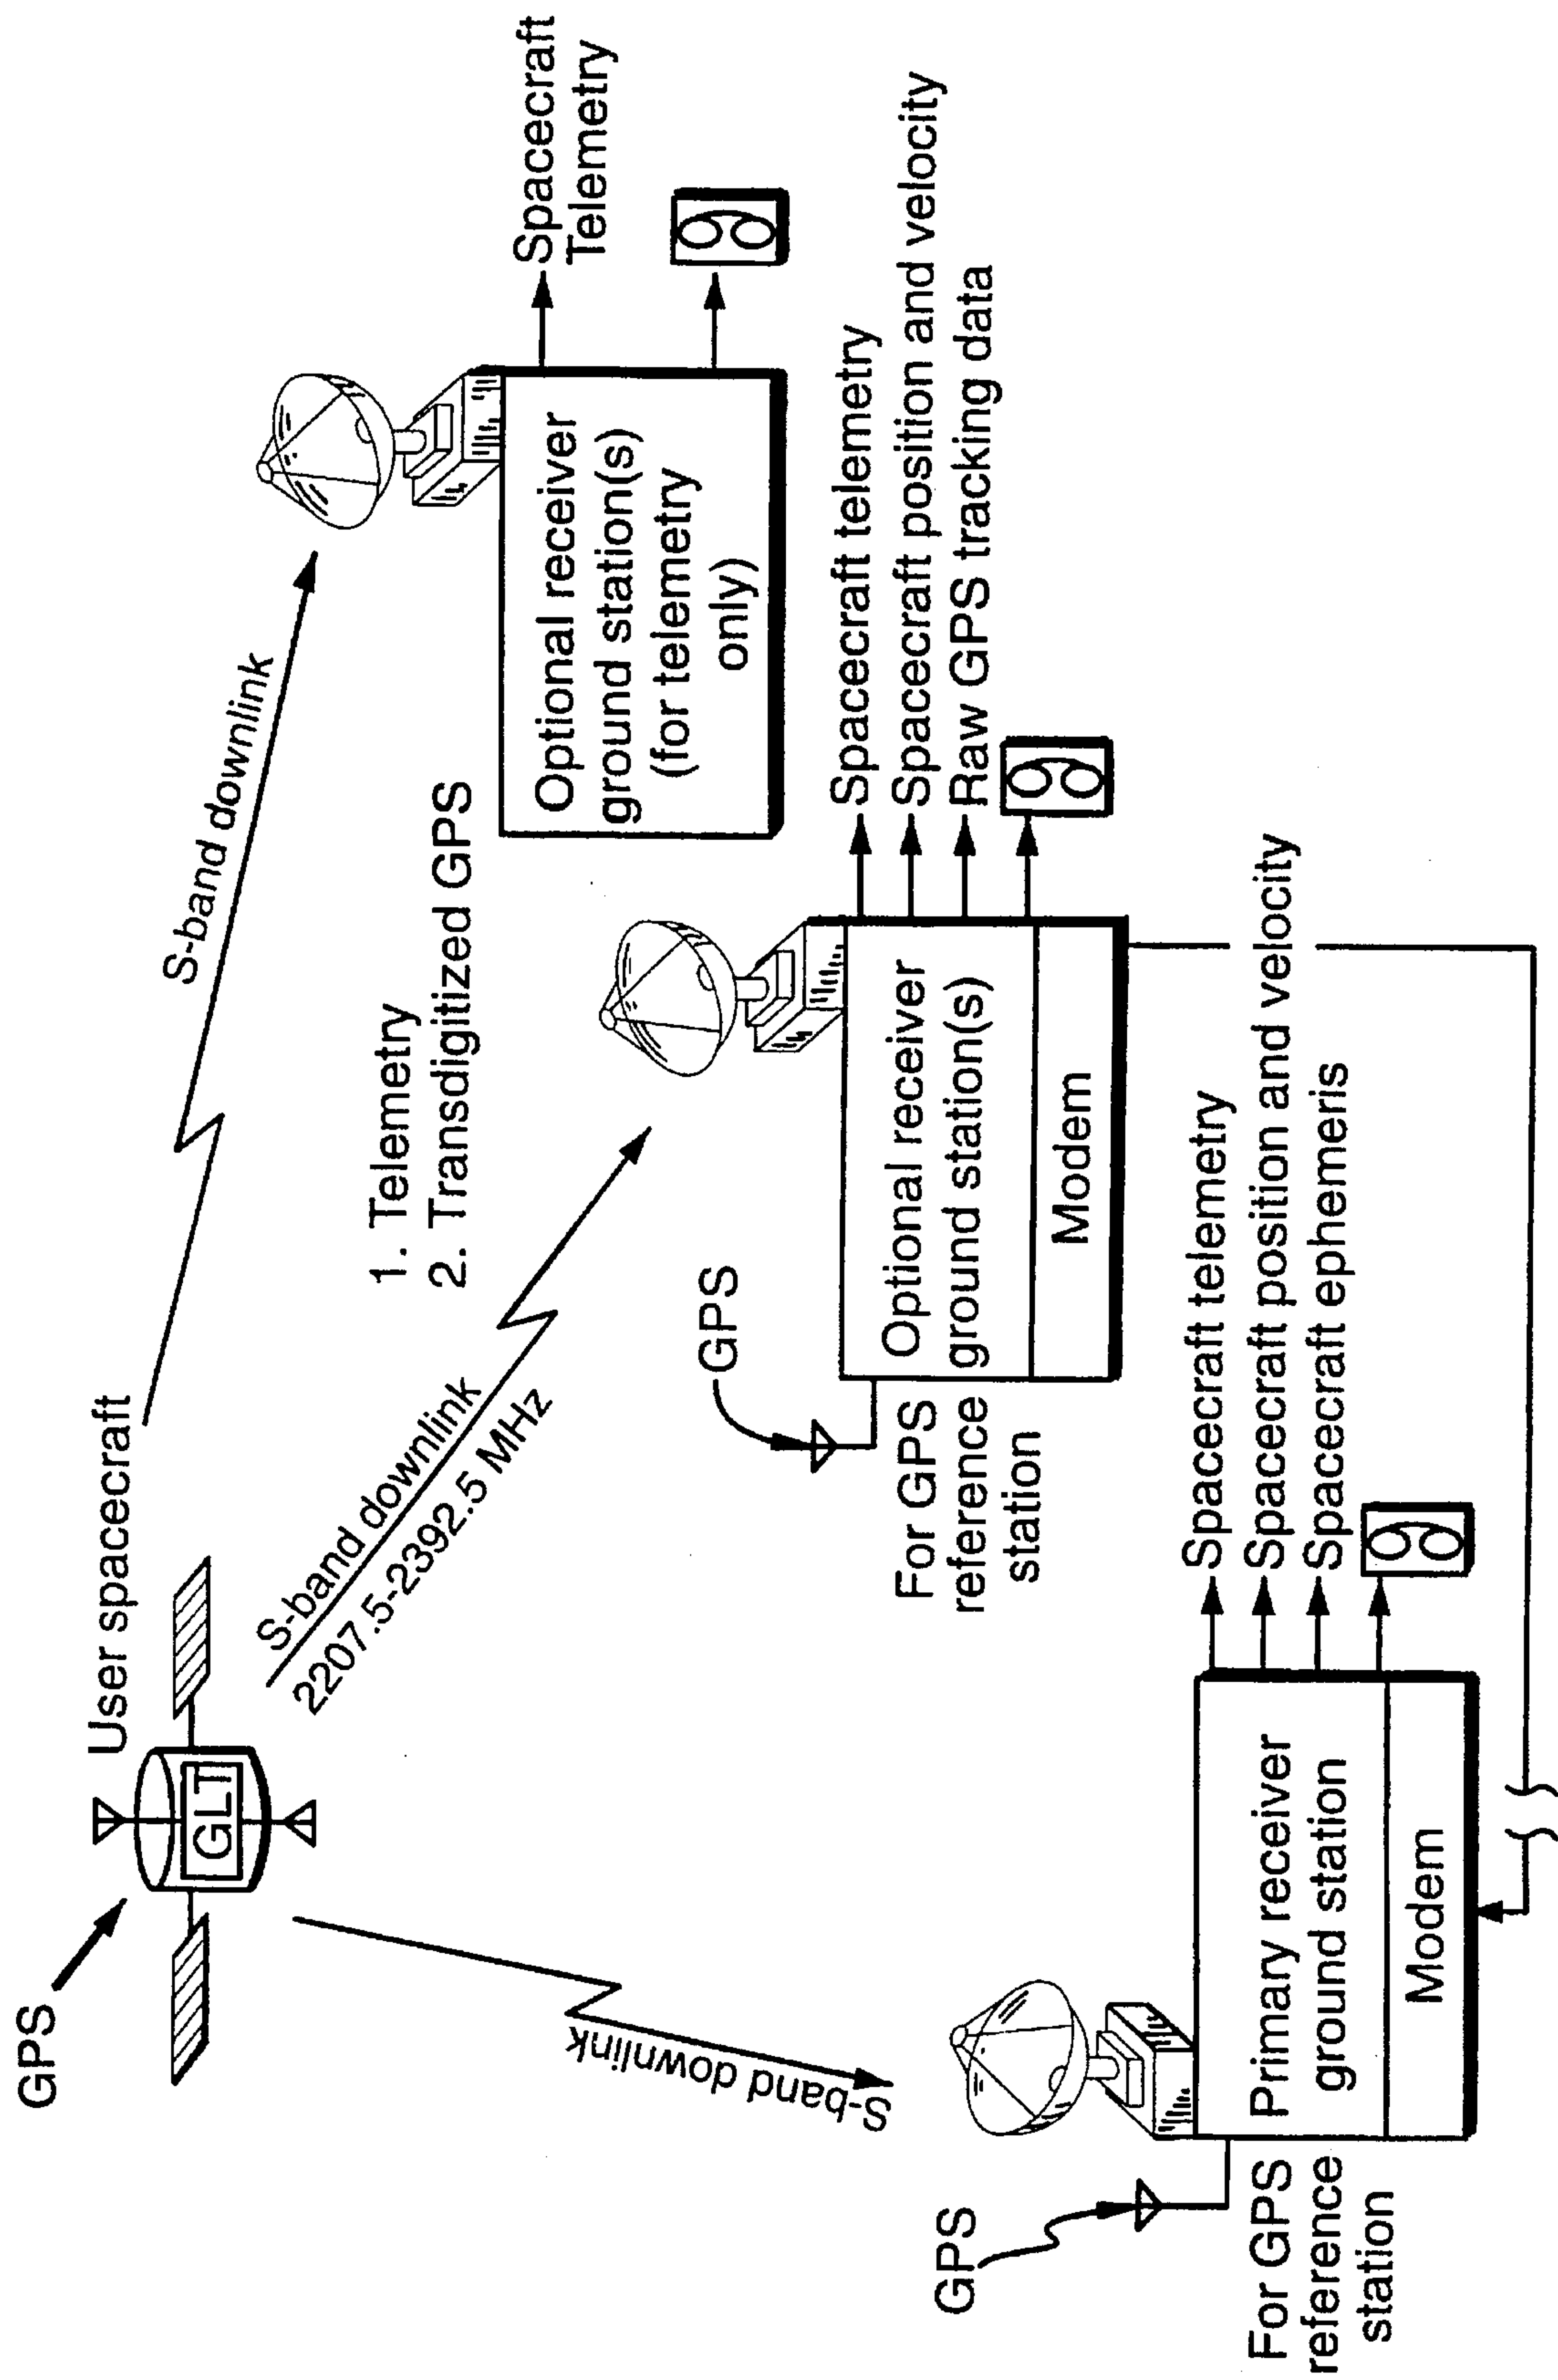 GPS
User spacecraft
GLT
S-band downlink
S-band downlink
2207.5-2392.5 MHz
S-band downlink
1. Telemetry
2. Transdigitized GPS
Optional receiver
ground station(s)
(for telemetry
only)
Spacecraft
Telemetry
GPS
For GPS
reference
station
Optional receiver
ground station(s)
Modem
Spacecraft telemetry
Spacecraft position and velocity
Raw GPS tracking data
GPS
For GPS
reference
station
Primary receiver
ground station
Modem
Spacecraft telemetry
Spacecraft position and velocity
Spacecraft ephemeris